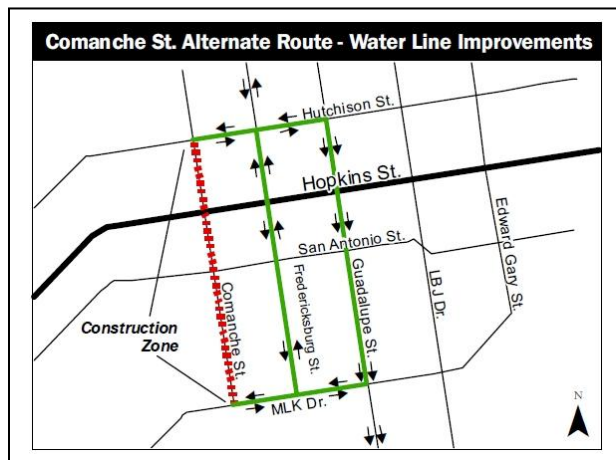 Comanche St. Alternate Route - Water Line Improvements
Hutchison St.
Hopkins St.
San Antonio St.
Edward Gary St.
Comanche St.
Fredericksburg St.
Guadalupe St.
LBJ Dr.
Construction
Zone
MLK Dr.
N